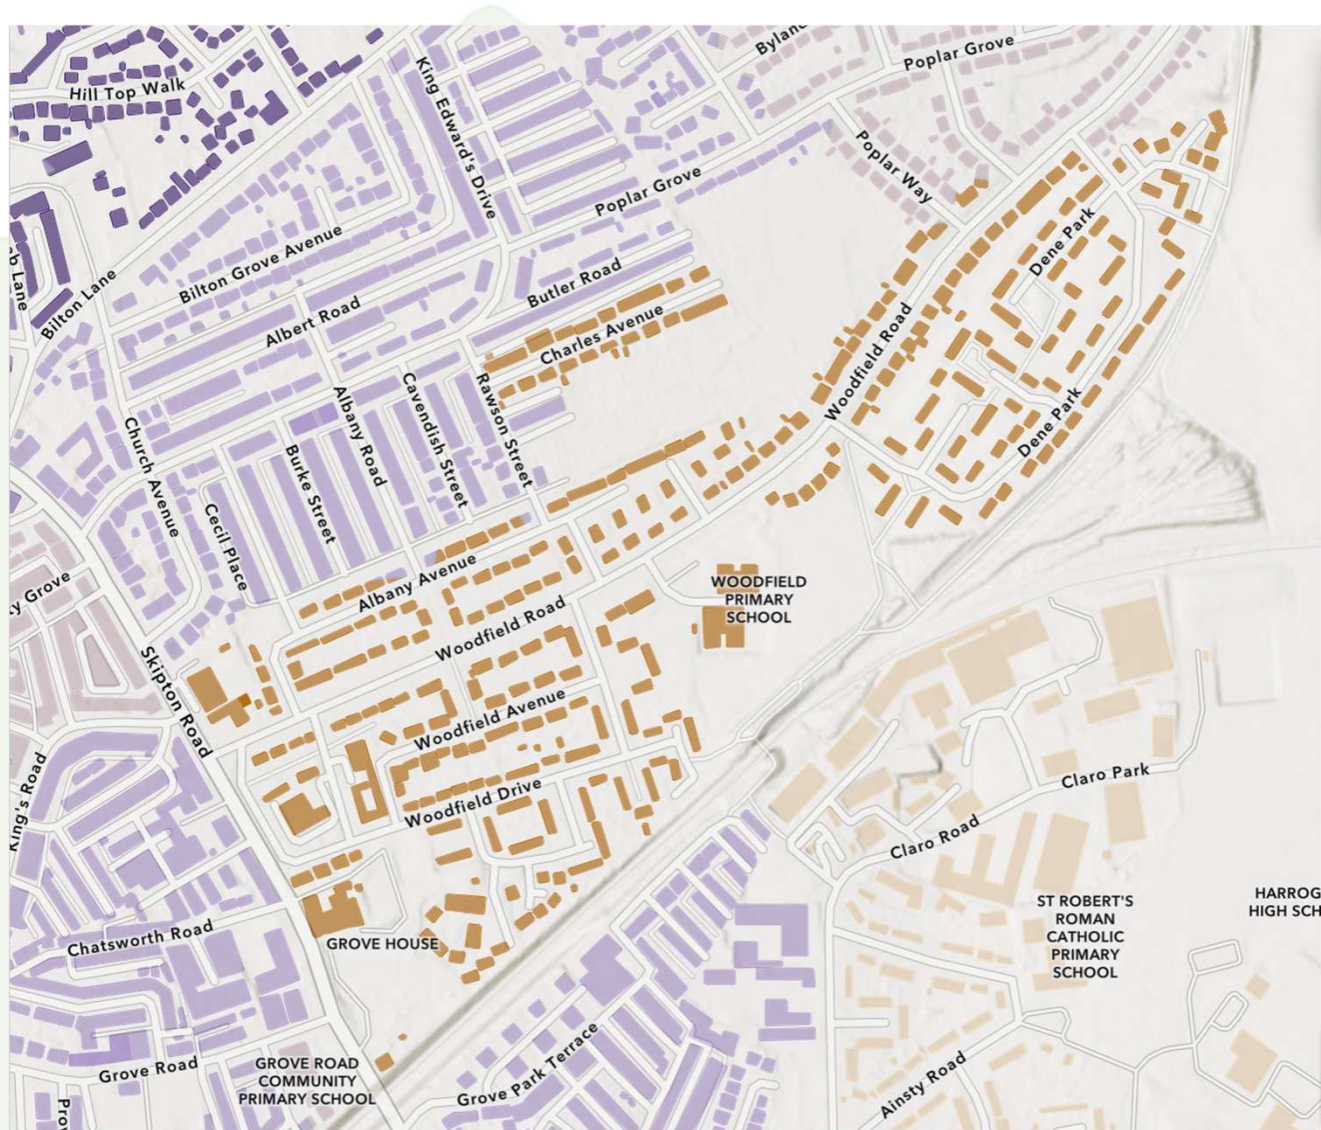 Poplar Grove
Hill Top Walk
King Edward's Drive
Poplar Way
Poplar Grove
Dene Park
Bilton Grove Avenue
Lane
Bilton Lane
Butler Road
Albert Road
Charles Avenue
Woodfield Road
Church Avenue
Albany Road
Cavendish Street
Rawson Street
Dene Park
Burke Street
Cecil Place
Albany Avenue
WOODFIELD
PRIMARY
SCHOOL
Grove
Woodfield Road
Skipton Road
Woodfield Avenue
King's Road
Woodfield Drive
Claro Park
Claro Road
ST ROBERT'S
ROMAN
CATHOLIC
PRIMARY
SCHOOL
HARROG
HIGH SCH
Chatsworth Road
GROVE HOUSE
Grove Road
GROVE ROAD
COMMUNITY
PRIMARY SCHOOL
Grove Park Terrace
Ainsty Road